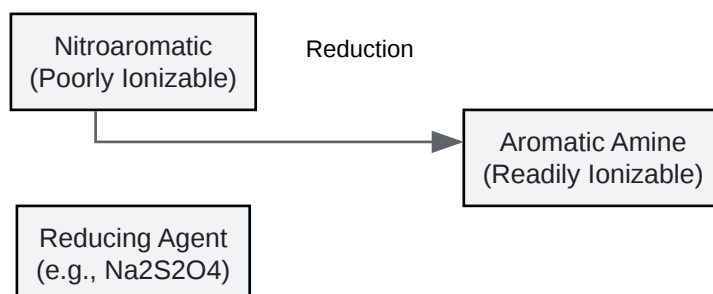 Nitroaromatic
(Poorly Ionizable)
Reduction
Aromatic Amine
(Readily Ionizable)
Reducing Agent
(e.g., Na2S2O4)